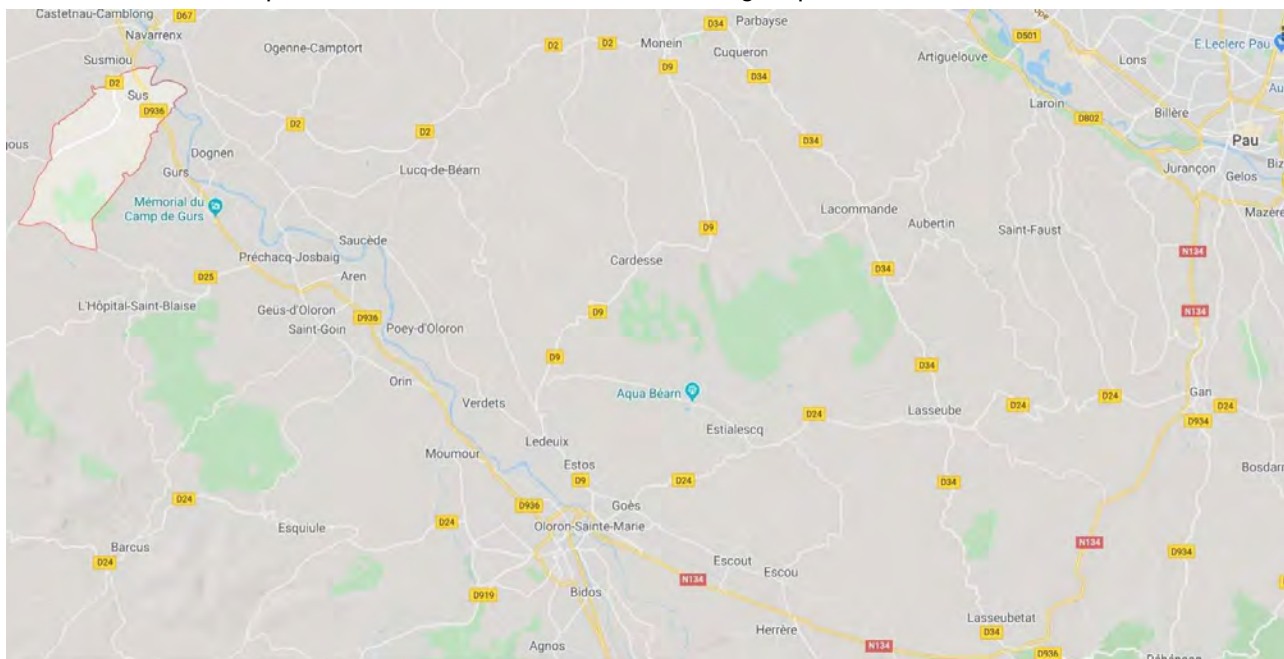 Castetnau-Camblong
D67
D34
Parbayse
Navarrenx
Ogenne-Camptort
D2
D2
Monein
Cuqueron
D501
E.Leclerc Pau
Susmiou
D9
Artiguelouve
Lons
D2
Sus
D34
Laroin
D936
D2
D2
D34
D802
Billère
Pau
Dognen
Lucq-de-Béarn
Gurs
Jurançon
Gelos
Mémorial du
Camp de Gurs
Lacommande
Aubertin
Saint-Faust
D9
Saucède
Préchacq-Josbaig
Cardesse
N134
D25
Aren
D34
L'Hôpital-Saint-Blaise
Geüs-d'Oloron
D9
N134
Saint-Goin
D936
Poey-d'Oloron
D9
D34
Orin
Aqua Béarn
Verdets
Gan
D24
D24
D24
D24
Lasseube
D934
Estialescq
Ledeuix
Moumour
Estos
D9
D24
D34
D24
D936
Goès
Esquiule
D24
Oloron-Sainte-Marie
N134
Barcus
D24
Escout
D934
Escou
N134
D919
Bidos
Lasseubetat
Herrère
D34
Agnos
N134
D936